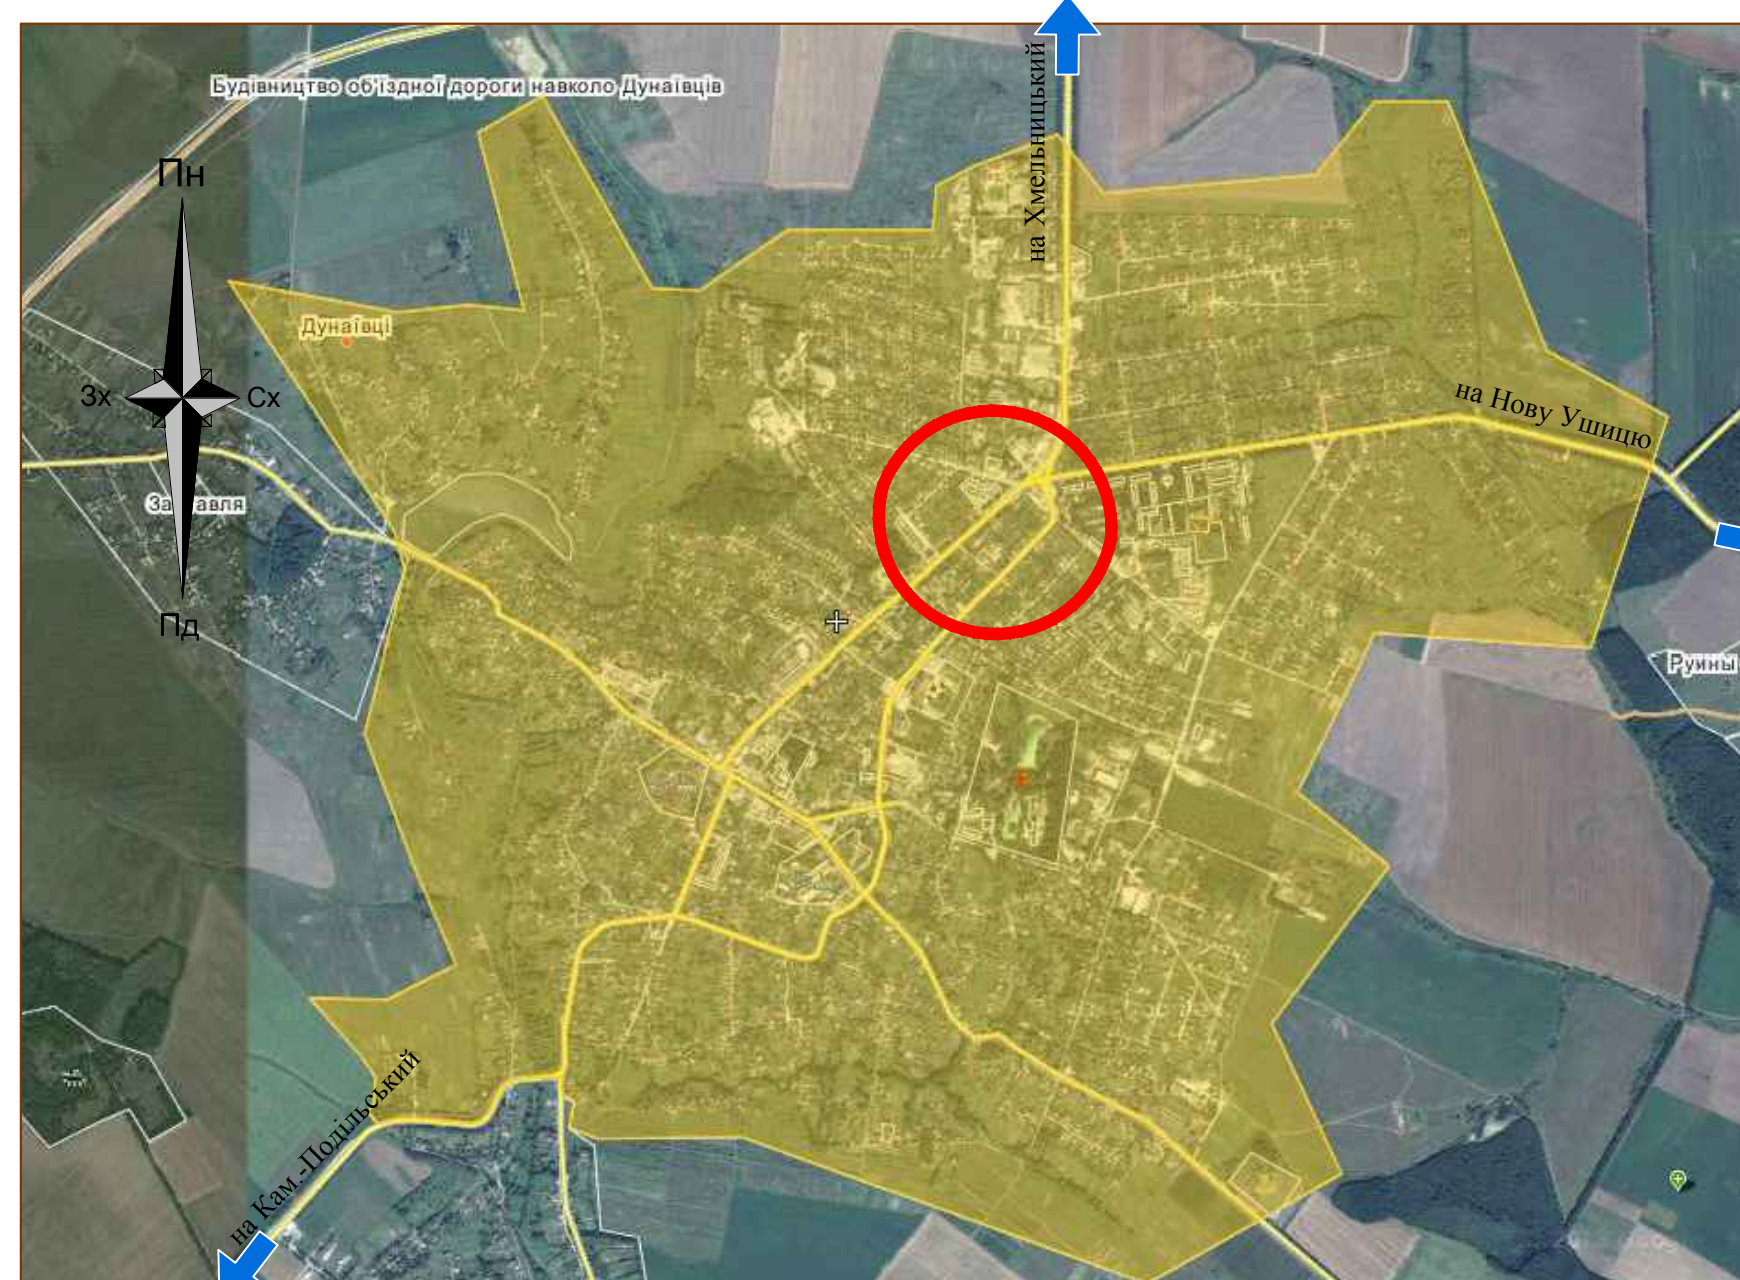 Будівництво об'їздної дороги навколо Дунаївців
на Хмельницький
Пн
Дунаївці
Зх
Сх
на Нову Ушицю
Пд
Руины
на Кам.-Подільський